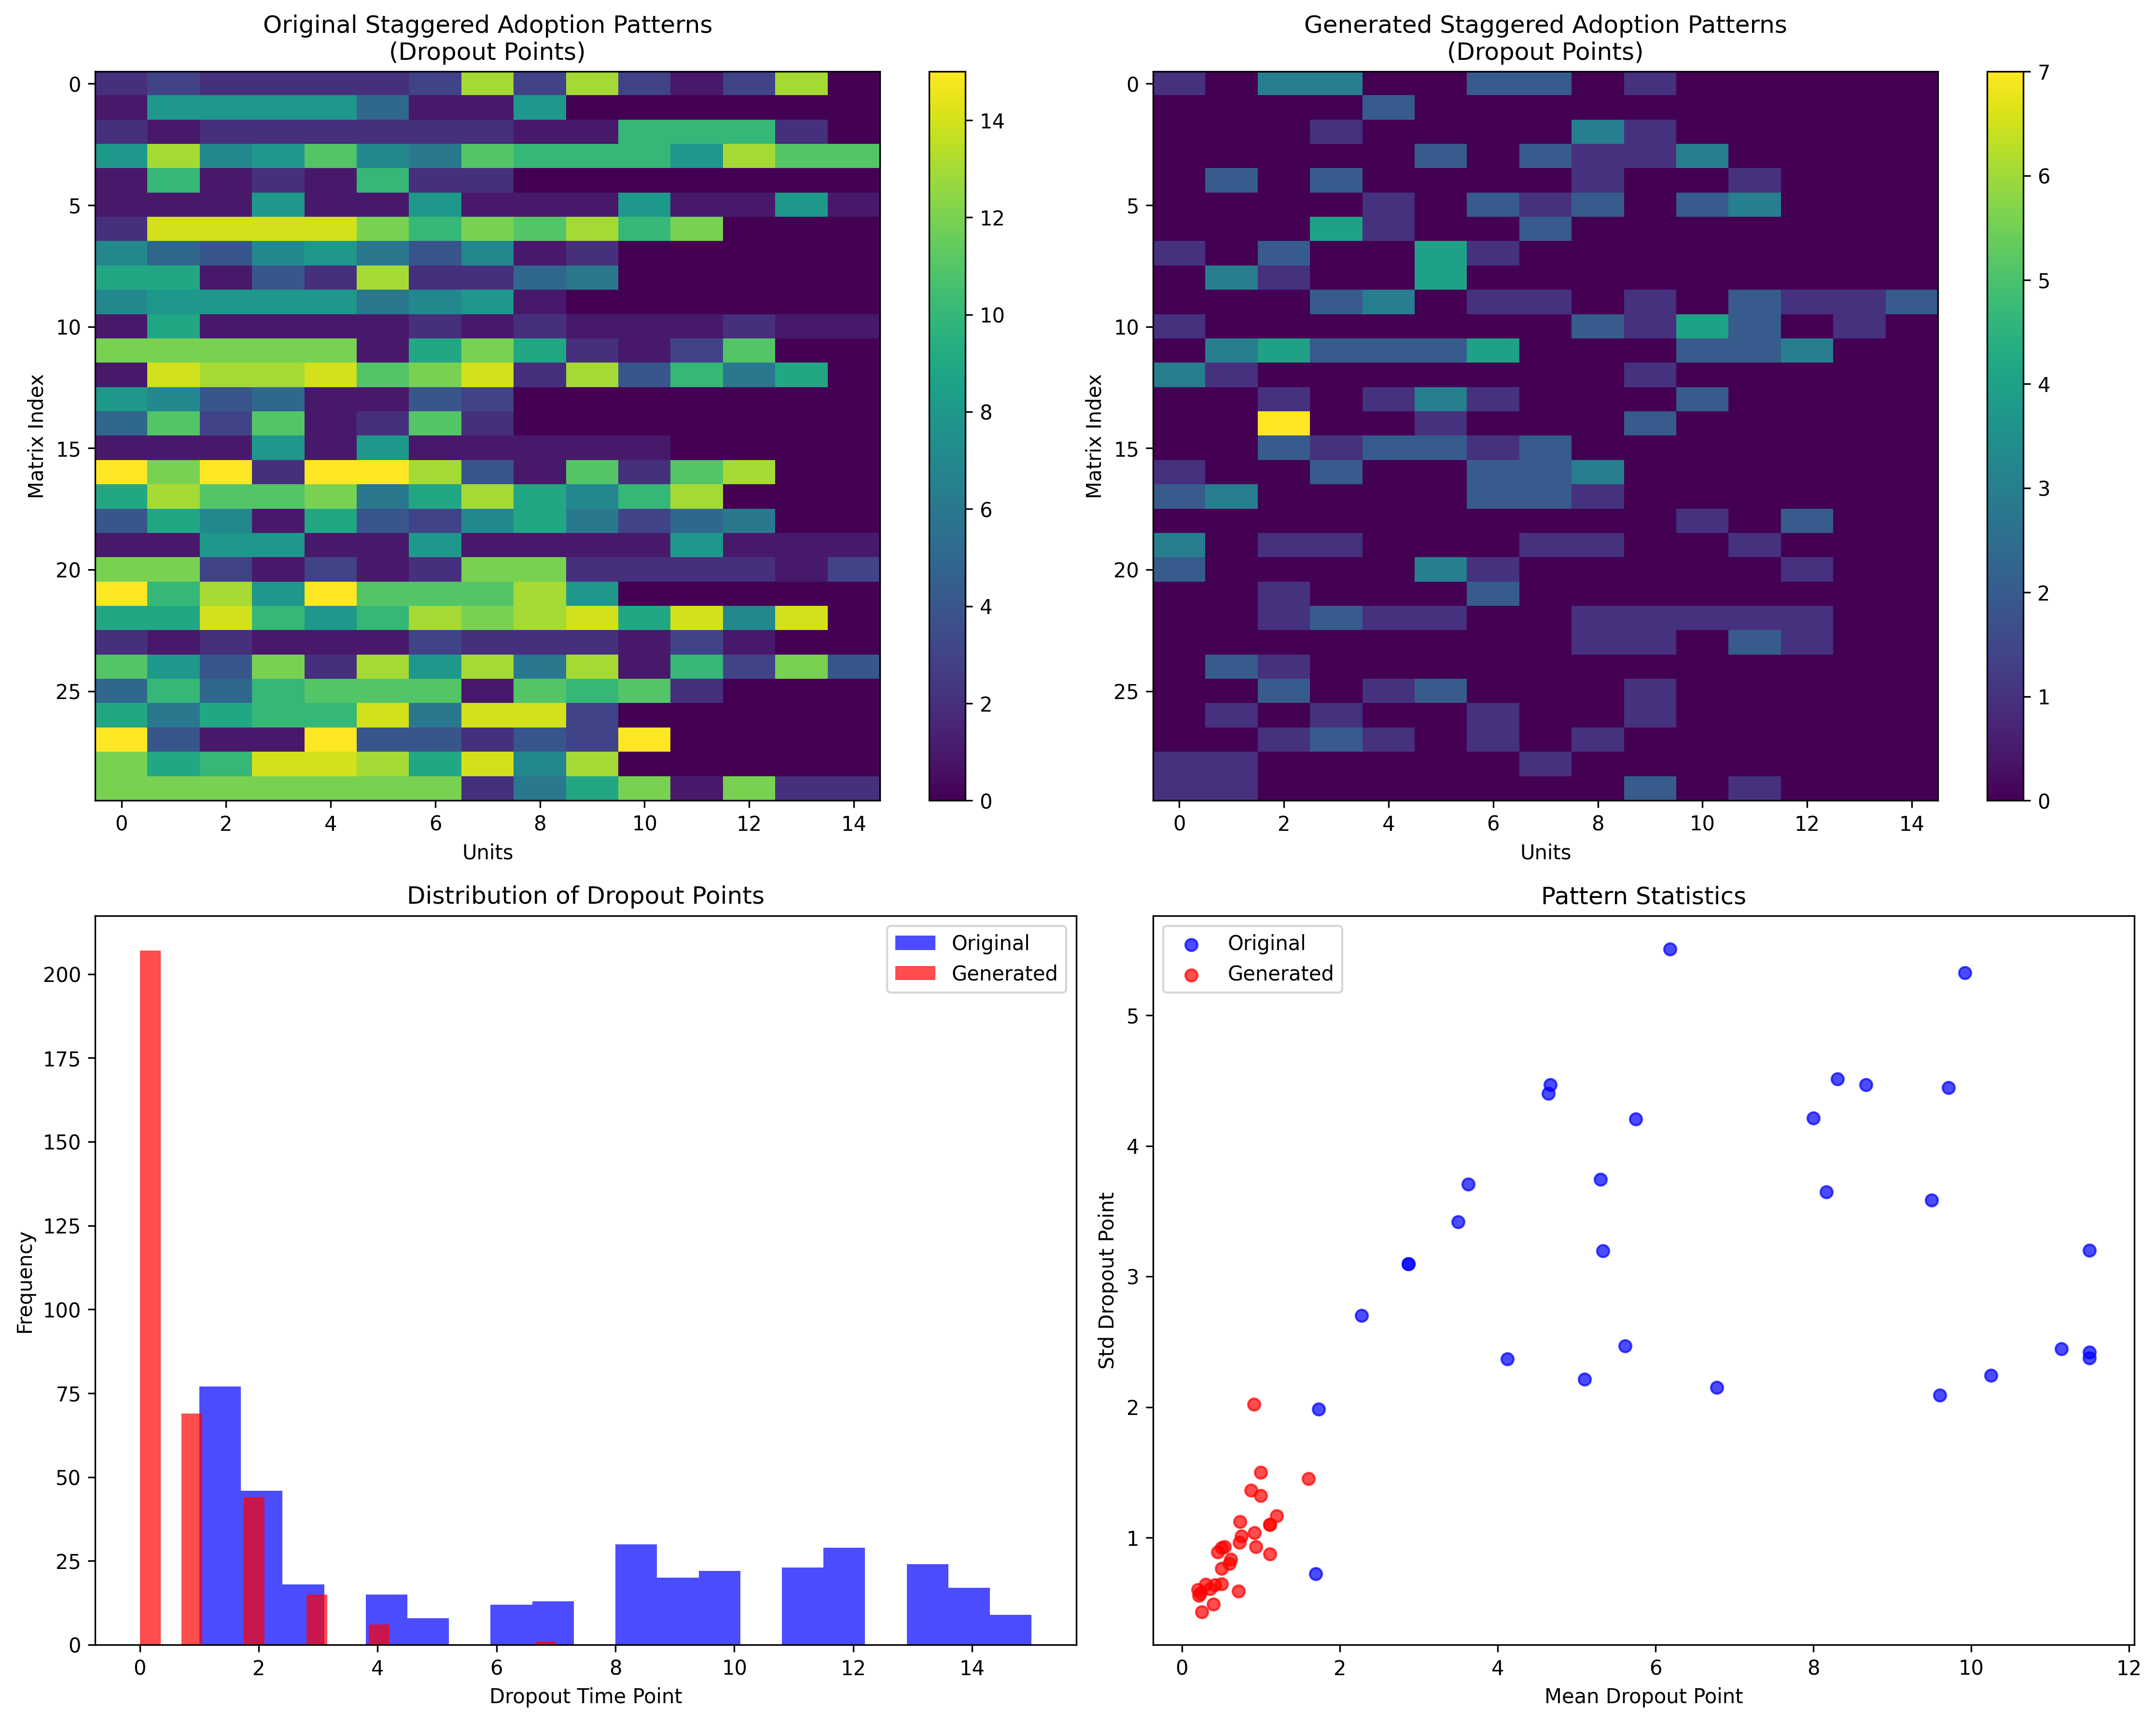 Original Staggered Adoption Patterns
(Dropout Points)
Matrix Index
0
5
10
15
20
25
0 2 4 6 8 10 12 14
Units
14
12
10
8
6
4
2
0
Generated Staggered Adoption Patterns
(Dropout Points)
Matrix Index
0
5
10
15
20
25
0 2 4 6 8 10 12 14
Units
7
6
5
4
3
2
1
0
Distribution of Dropout Points
Original
Generated
Frequency
200
175
150
125
100
75
50
25
0
0 2 4 6 8 10 12 14
Dropout Time Point
Pattern Statistics
Original
Generated
Std Dropout Point
5
4
3
2
1
0 2 4 6 8 10 12
Mean Dropout Point